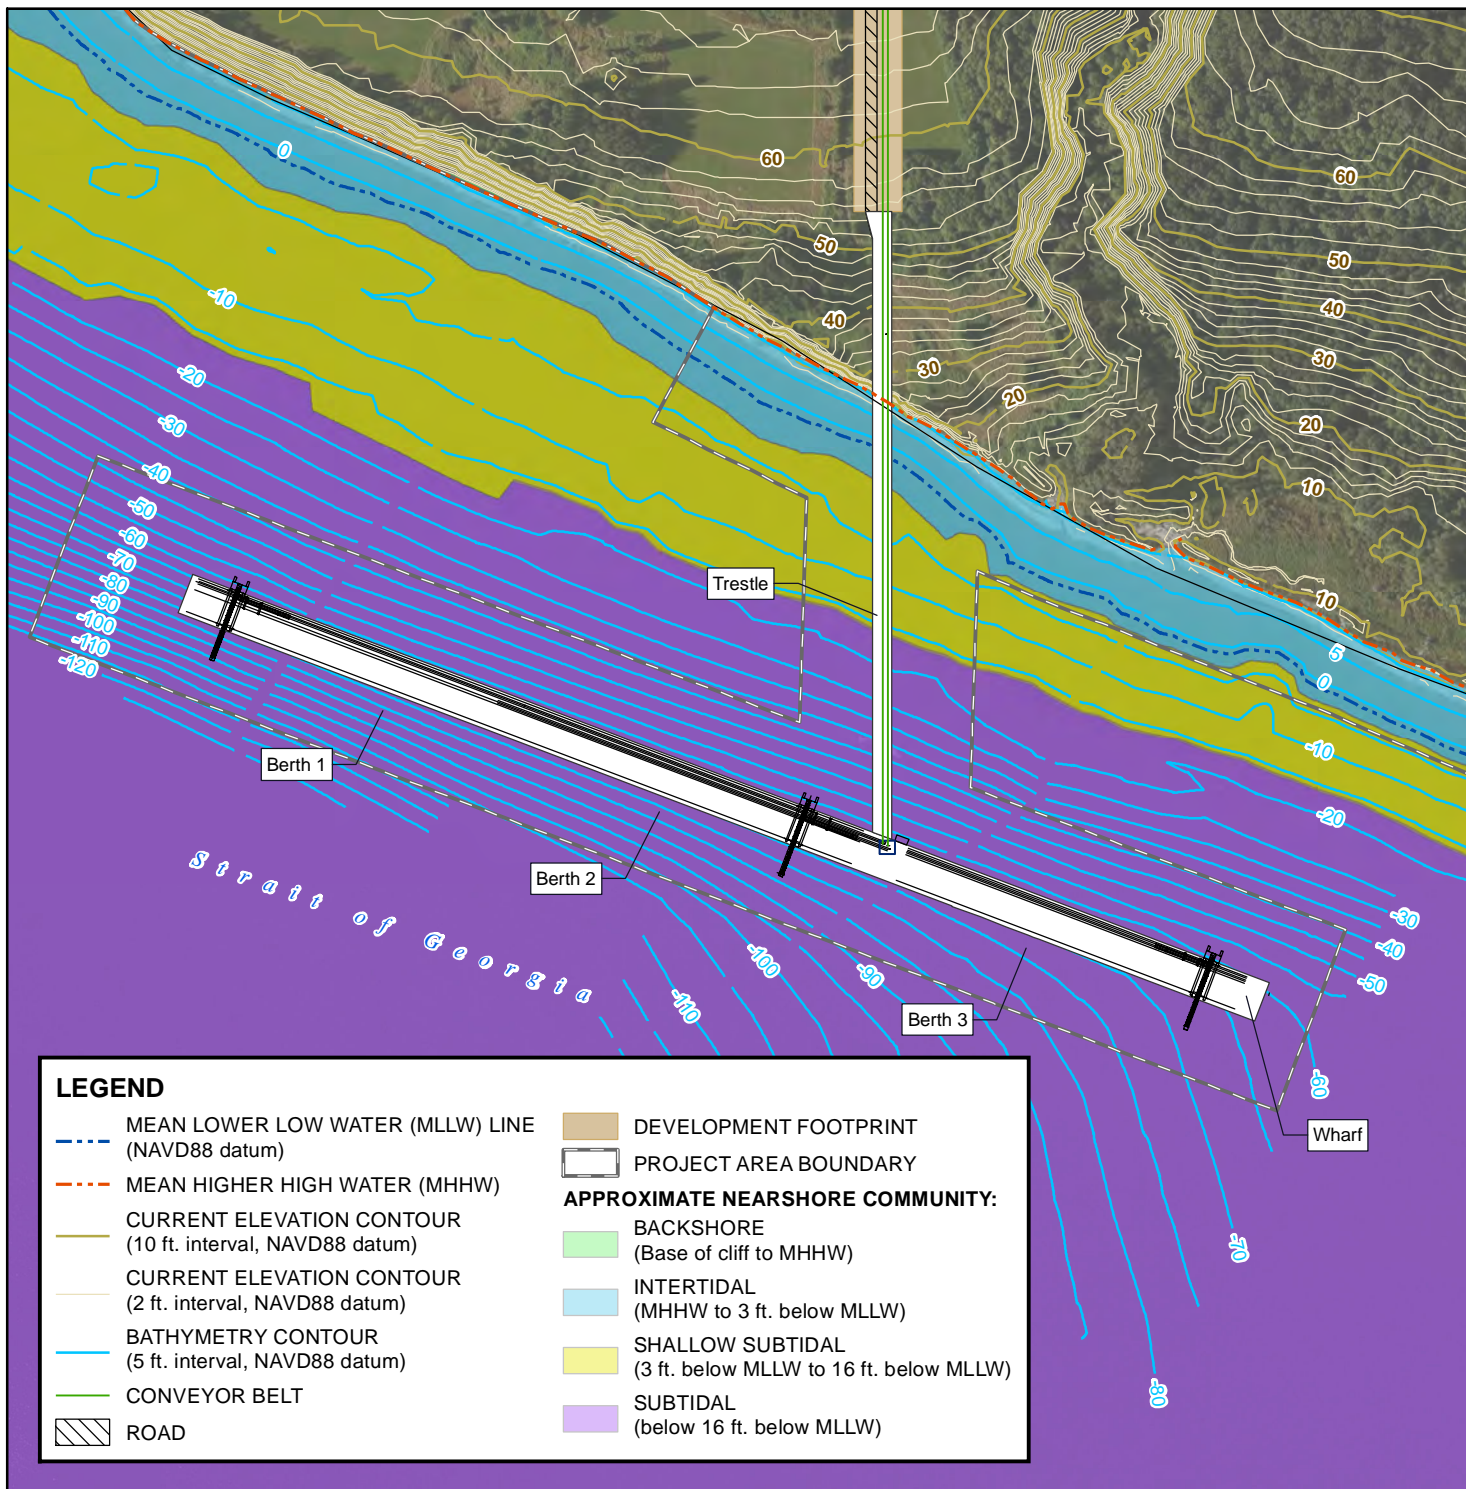 60
60
0
50
50
-10
40
40
30
30
-20
20
20
-30
10
-40
-50
-60
-70
-80
-90
-100
-110
-120
Trestle
10
5
0
-10
-20
Berth 1
Berth 2
Strait of Georgia
-30
-40
-50
-100
-90
-110
Berth 3
-60
Wharf
-70
-80
LEGEND
MEAN LOWER LOW WATER (MLLW) LINE
(NAVD88 datum)
MEAN HIGHER HIGH WATER (MHHW)
CURRENT ELEVATION CONTOUR
(10 ft. interval, NAVD88 datum)
CURRENT ELEVATION CONTOUR
(2 ft. interval, NAVD88 datum)
BATHYMETRY CONTOUR
(5 ft. interval, NAVD88 datum)
CONVEYOR BELT
ROAD
DEVELOPMENT FOOTPRINT
PROJECT AREA BOUNDARY
APPROXIMATE NEARSHORE COMMUNITY:
BACKSHORE
(Base of cliff to MHHW)
INTERTIDAL
(MHHW to 3 ft. below MLLW)
SHALLOW SUBTIDAL
(3 ft. below MLLW to 16 ft. below MLLW)
SUBTIDAL
(below 16 ft. below MLLW)